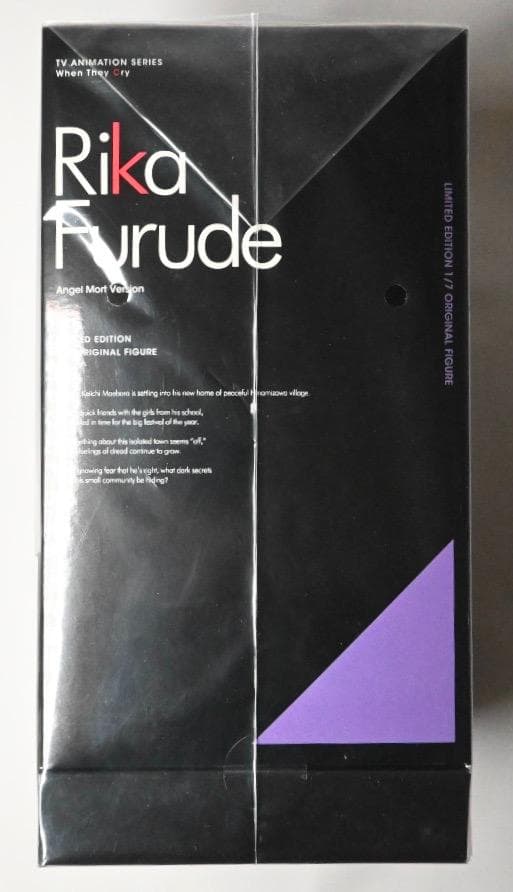 TV ANIMATION SERIES
When They Cry
Rika
Furude
Angel Mort Version
EDITION
ORIGINAL FIGURE
Keiichi Maebara is settling into his new home of peaceful Hinamizawa village.
friends with the girls from his school,
in time for the big festival of the year.
about this isolated town seems "off,"
feelings of dread continue to grow.
fear that he's right, what dark secrets
small community be hiding?
LIMITED EDITION 1/7 ORIGINAL FIGURE